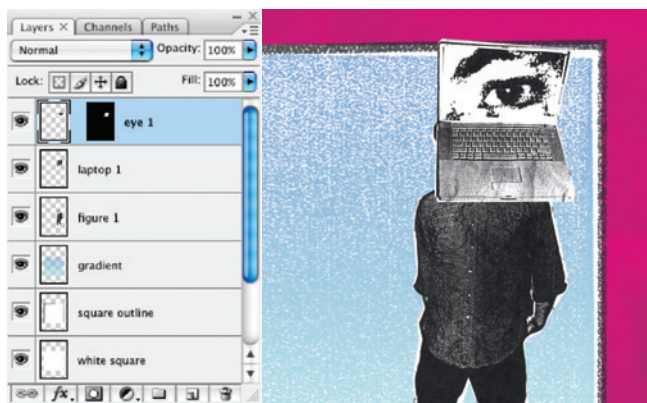 Layers × Channels Paths
Normal Opacity: 100%
Lock: Fill: 100%
eye 1
laptop 1
figure 1
gradient
square outline
white square
fx